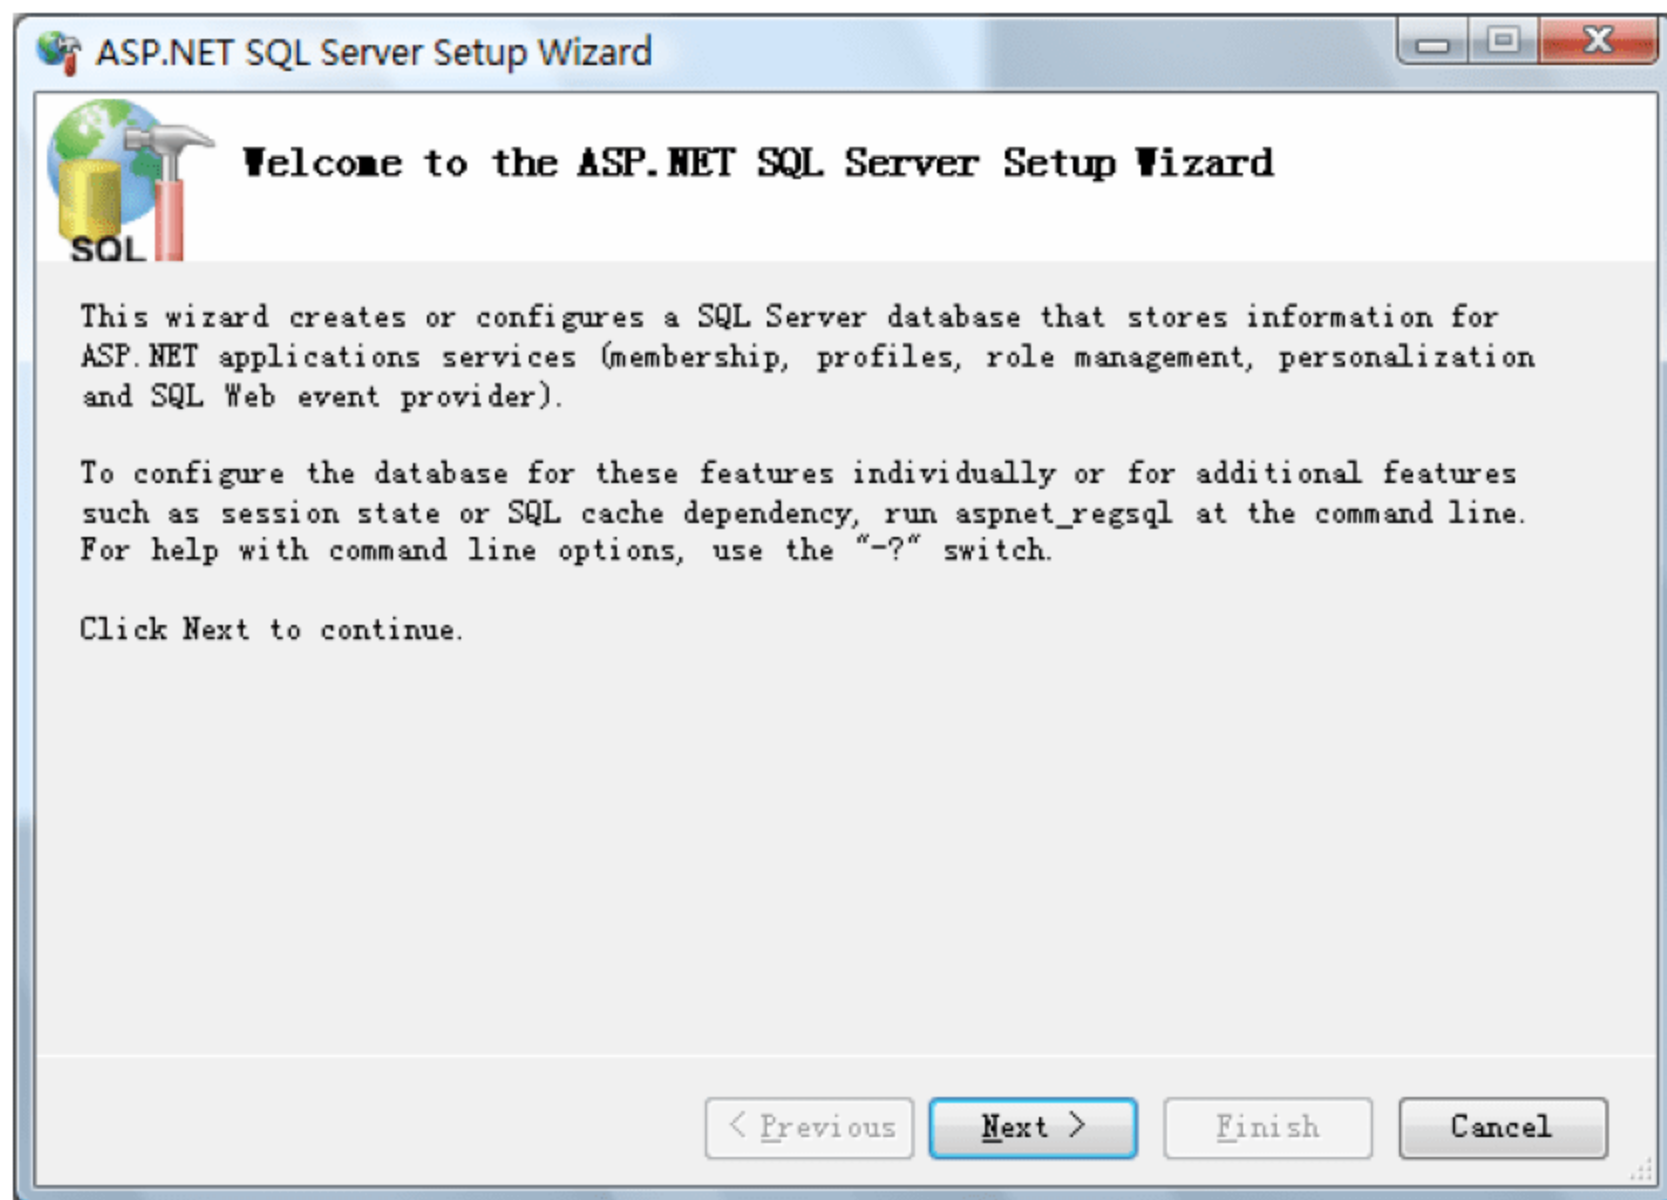 ASP.NET SQL Server Setup Wizard
SQL
Welcome to the ASP.NET SQL Server Setup Wizard
This wizard creates or configures a SQL Server database that stores information for
ASP.NET applications services (membership, profiles, role management, personalization
and SQL Web event provider).
To configure the database for these features individually or for additional features
such as session state or SQL cache dependency, run aspnet_regsql at the command line.
For help with command line options, use the "-?" switch.
Click Next to continue.
< Previous
Next >
Finish
Cancel